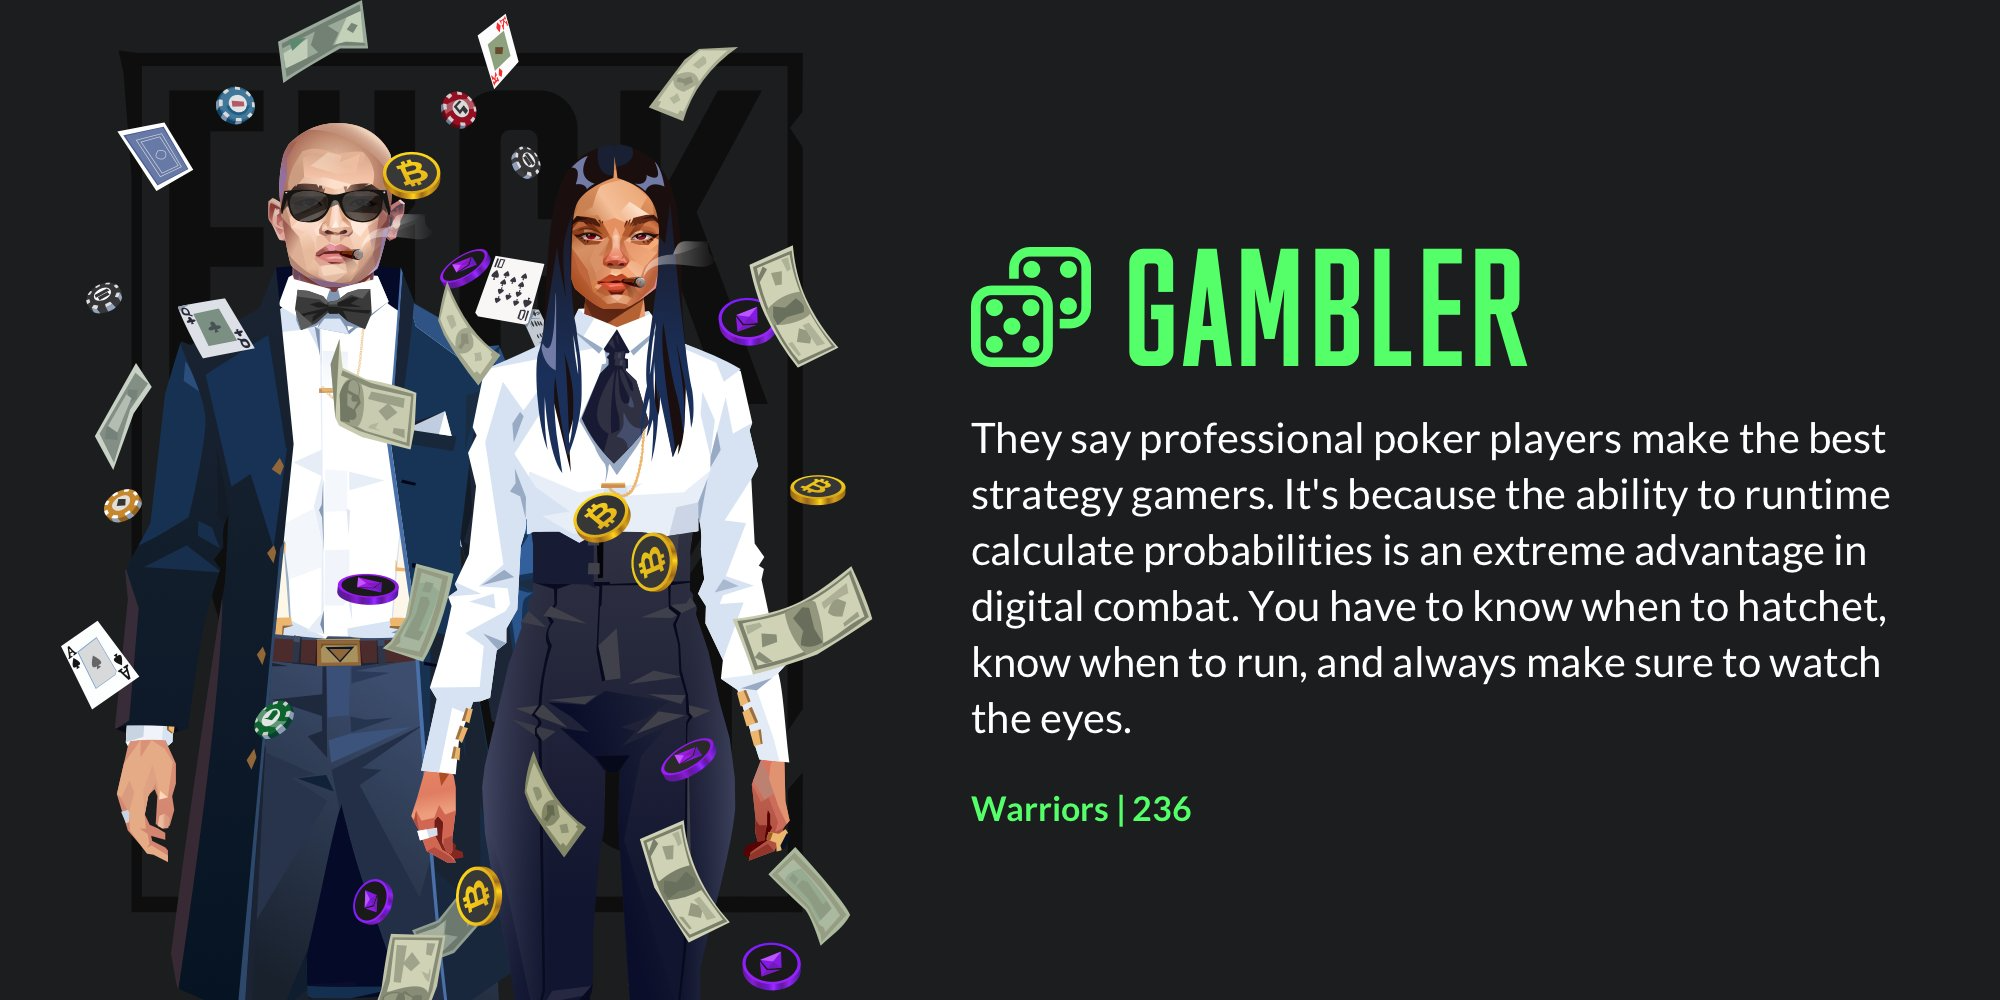 GAMBLER
They say professional poker players make the best
strategy gamers. It's because the ability to runtime
calculate probabilities is an extreme advantage in
digital combat. You have to know when to hatchet,
know when to run, and always make sure to watch
the eyes.
Warriors | 236
10
10
Q
Q
A
A